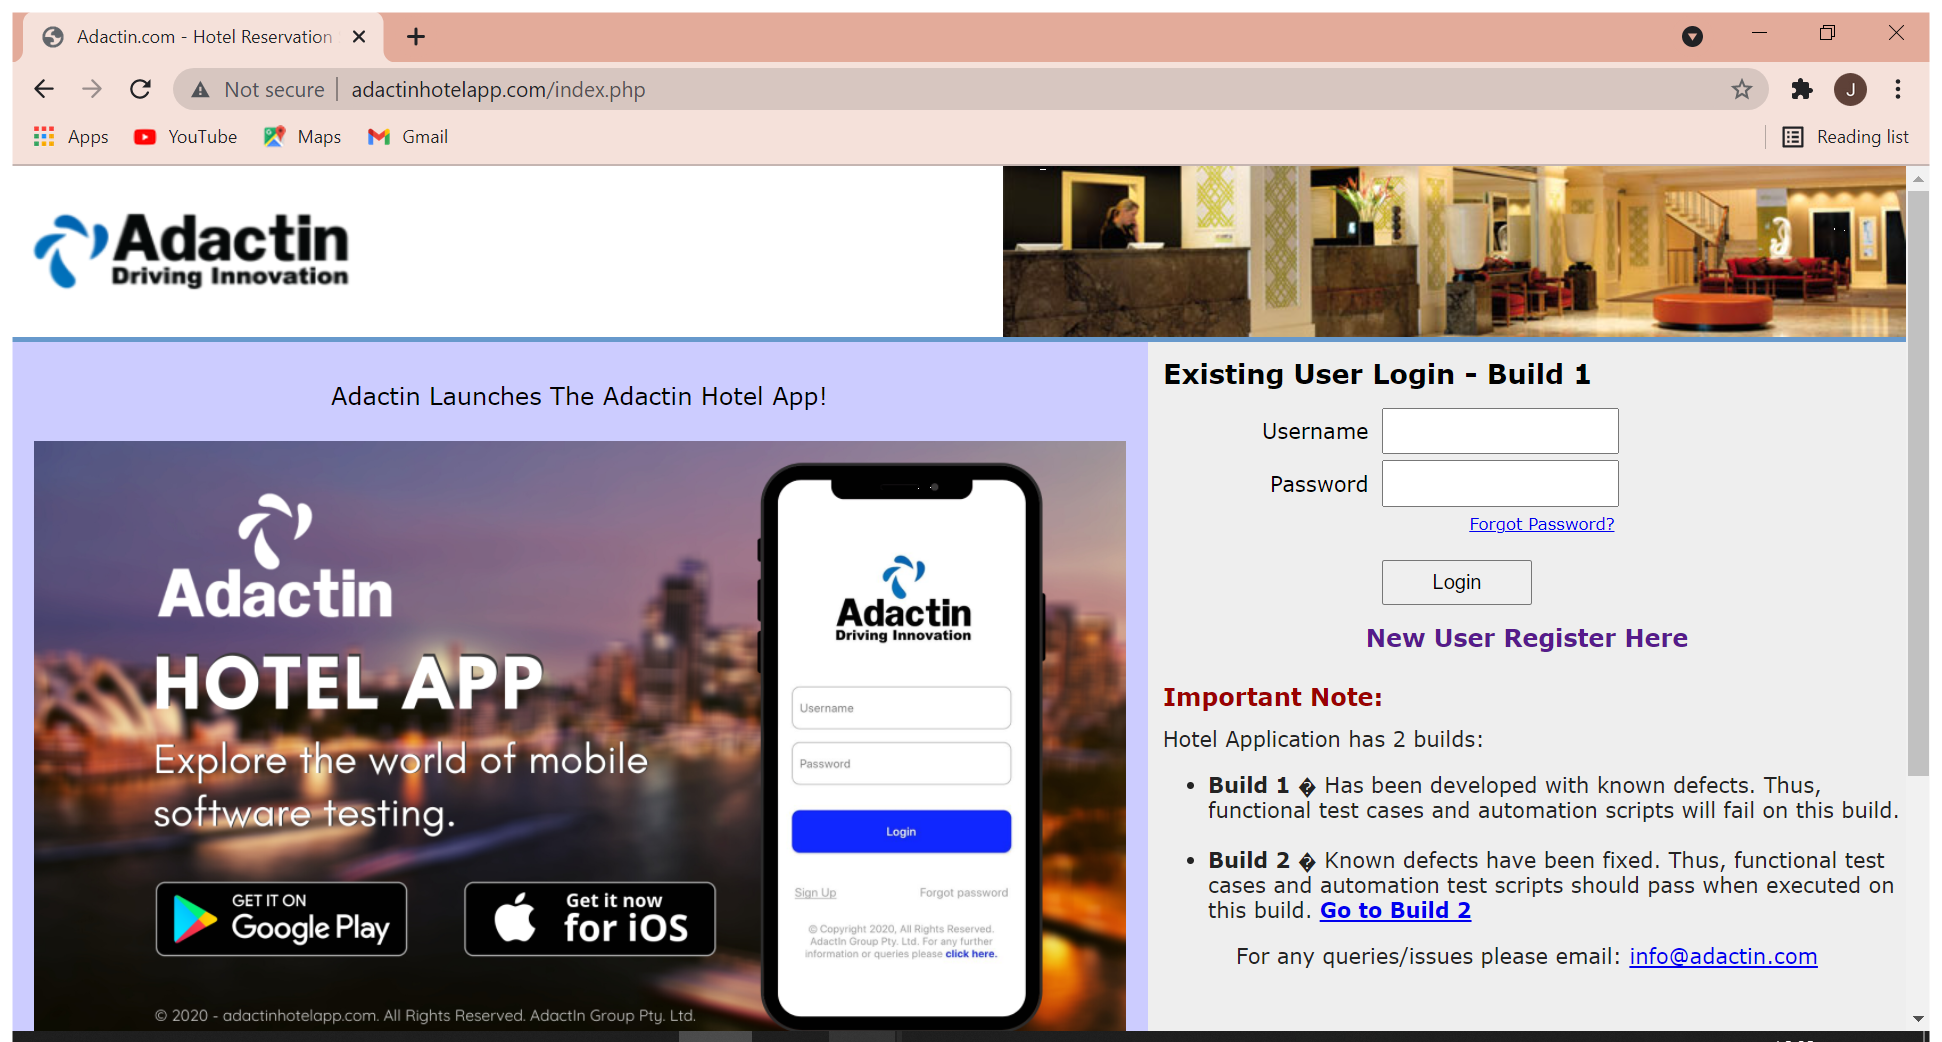 Adactin.com - Hotel Reservation
Not secure | adactinhotelapp.com/index.php
J
Apps YouTube Maps Gmail Reading list
Adactin
Driving Innovation
Adactin Launches The Adactin Hotel App!
Adactin
HOTEL APP
Explore the world of mobile
software testing.
GET IT ON
Google Play
Get it now
for iOS
© 2020 - adactinhotelapp.com. All Rights Reserved. AdactIn Group Pty. Ltd.
Adactin
Driving Innovation
Username
Password
Login
Sign Up Forgot password
© Copyright 2020, All Rights Reserved.
AdactIn Group Pty. Ltd. For any further
information or queries please click here.
Existing User Login - Build 1
Username
Password
Forgot Password?
Login
New User Register Here
Important Note:
Hotel Application has 2 builds:
• Build 1 � Has been developed with known defects. Thus,
functional test cases and automation scripts will fail on this build.
• Build 2 � Known defects have been fixed. Thus, functional test
cases and automation test scripts should pass when executed on
this build. Go to Build 2
For any queries/issues please email: info@adactin.com